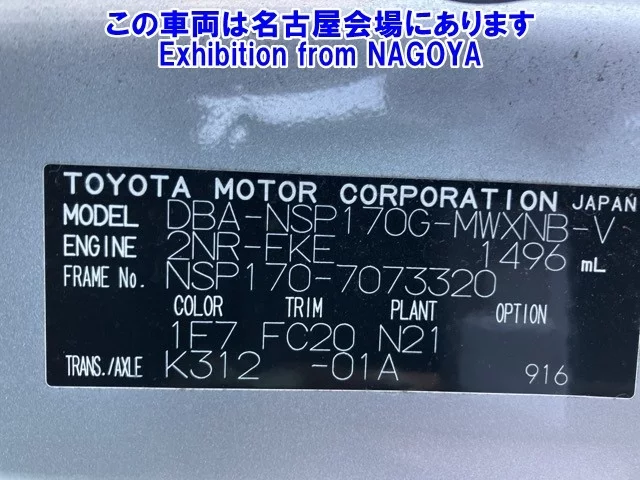 この車両は名古屋会場にあります
Exhibition from NAGOYA
TOYOTA MOTOR CORPORATION JAPAN
MODEL DBA-NSP170G-MWXNB-V
ENGINE 2NR-FKE 1496 mL
FRAME No. NSP170-7073320
COLOR TRIM PLANT OPTION
1F7 FC20 N21
TRANS./AXLE K312 -01A 916